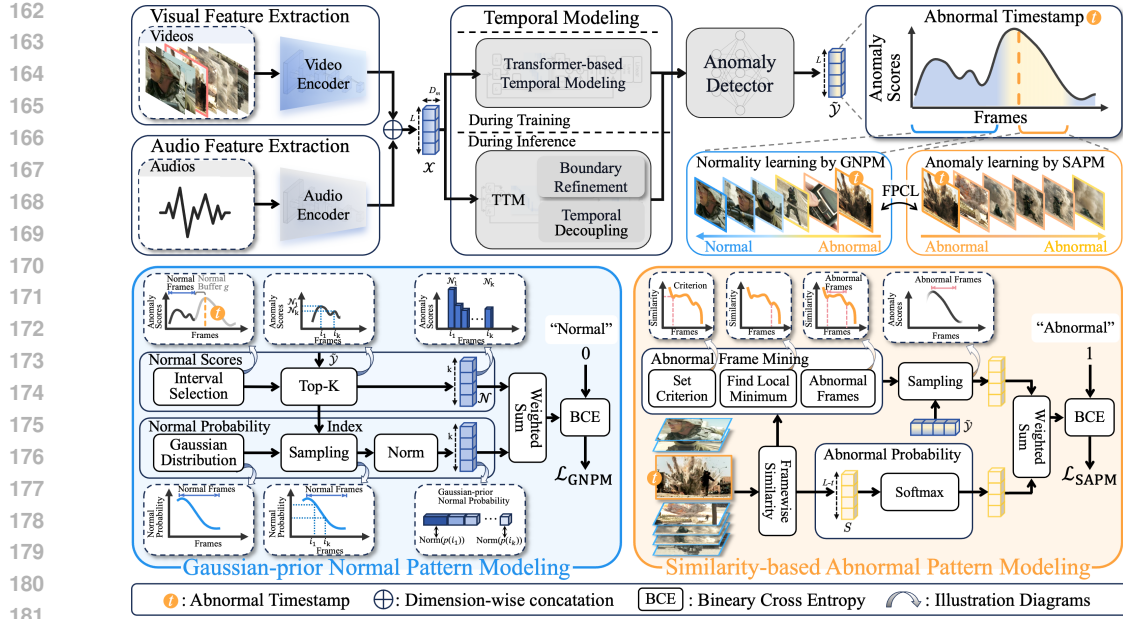 162
163
164
165
166
167
168
169
170
171
172
173
174
175
176
177
178
179
180
181
Visual Feature Extraction
Videos
Video
Encoder
Audio Feature Extraction
Audios
Audio
Encoder
L
D_m
𝒳
Temporal Modeling
Transformer-based
Temporal Modeling
During Training
During Inference
TTM
Boundary
Refinement
Temporal
Decoupling
Anomaly
Detector
L
ỹ
Abnormal Timestamp t
Anomaly
Scores
Frames
Normality learning by GNPM
t
Normal
Abnormal
FPCL
Anomaly learning by SAPM
t
Abnormal
Abnormal
Normal
Frames
Normal
Buffer g
Anomaly
Scores
t
Frames
Anomaly
Scores
𝒩_1
𝒩_k
i_1
i_k
Frames
Anomaly
Scores
𝒩_1
𝒩_k
i_1
i_k
Frames
"Normal"
0
Normal Scores
ỹ
Interval
Selection
Top-K
k
𝒩
Weighted
Sum
BCE
Normal Probability
Index
Gaussian
Distribution
Sampling
Norm
k
ℒ_GNPM
Normal Frames
Normal
Probability
Frames
Normal Frames
Normal
Probability
i_1
i_k
Frames
Gaussian-prior
Normal Probability
Norm(p(i_1))
Norm(p(i_k))
Gaussian-prior Normal Pattern Modeling
Similarity
Criterion
Frames
Similarity
Frames
Similarity
Abnormal
Frames
Frames
Abnormal Frames
Anomaly
Scores
Frames
"Abnormal"
1
Abnormal Frame Mining
Set
Criterion
Find Local
Minimum
Abnormal
Frames
Sampling
ỹ
Weighted
Sum
BCE
t
Framewise
Similarity
Abnormal Probability
L-t
S
Softmax
ℒ_SAPM
Similarity-based Abnormal Pattern Modeling
t : Abnormal Timestamp
: Dimension-wise concatation
BCE : Bineary Cross Entropy
: Illustration Diagrams